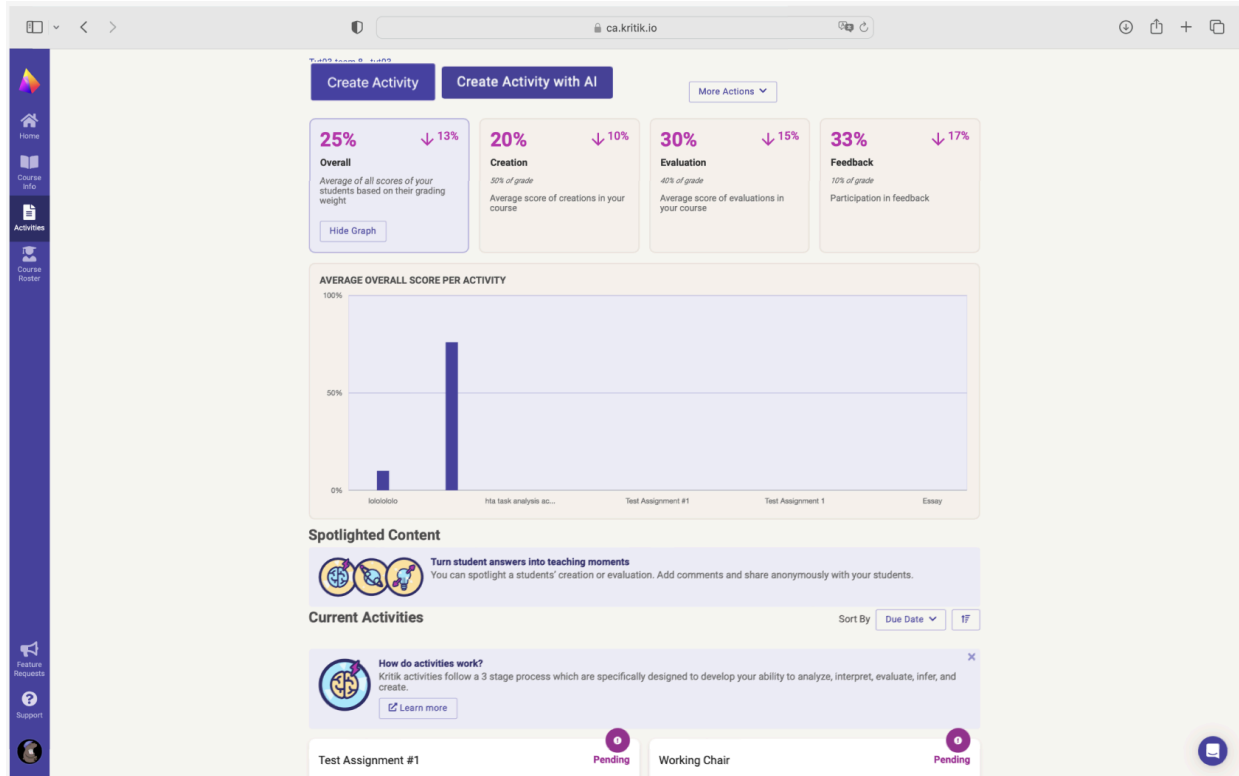 ca.kritik.io
Tut03 team 8 - tut03
Create Activity
Create Activity with AI
More Actions
Home
Course
Info
Activities
Course
Roster
25%
13%
Overall
Average of all scores of your
students based on their grading
weight
Hide Graph
20%
10%
Creation
50% of grade
Average score of creations in your
course
30%
15%
Evaluation
40% of grade
Average score of evaluations in
your course
33%
17%
Feedback
10% of grade
Participation in feedback
AVERAGE OVERALL SCORE PER ACTIVITY
100%
50%
0%
lolololol​o
hta task analysis ac...
Test Assignment #1
Test Assignment 1
Essay
Spotlighted Content
Turn student answers into teaching moments
You can spotlight a students' creation or evaluation. Add comments and share anonymously with your students.
Current Activities
Sort By
Due Date
How do activities work?
Kritik activities follow a 3 stage process which are specifically designed to develop your ability to analyze, interpret, evaluate, infer, and
create.
Learn more
Test Assignment #1
Pending
Working Chair
Pending
Feature
Requests
Support